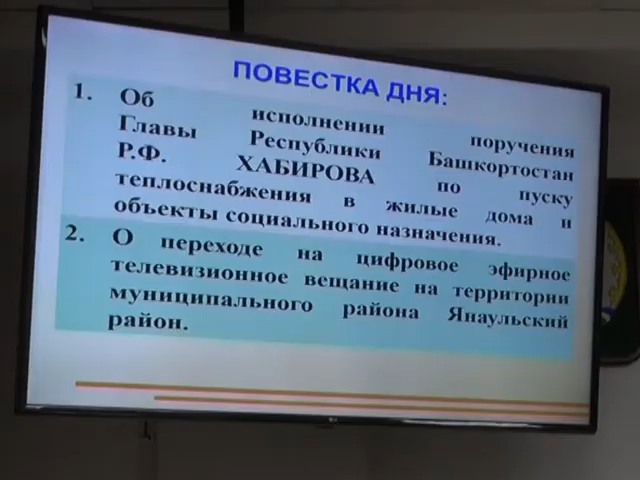 ПОВЕСТКА ДНЯ:
1. Об исполнении поручения
Главы Республики Башкортостан
Р.Ф. ХАБИРОВА по пуску
теплоснабжения в жилые дома и
объекты социального назначения.
2. О переходе на цифровое эфирное
телевизионное вещание на территории
муниципального района Янаульский
район.